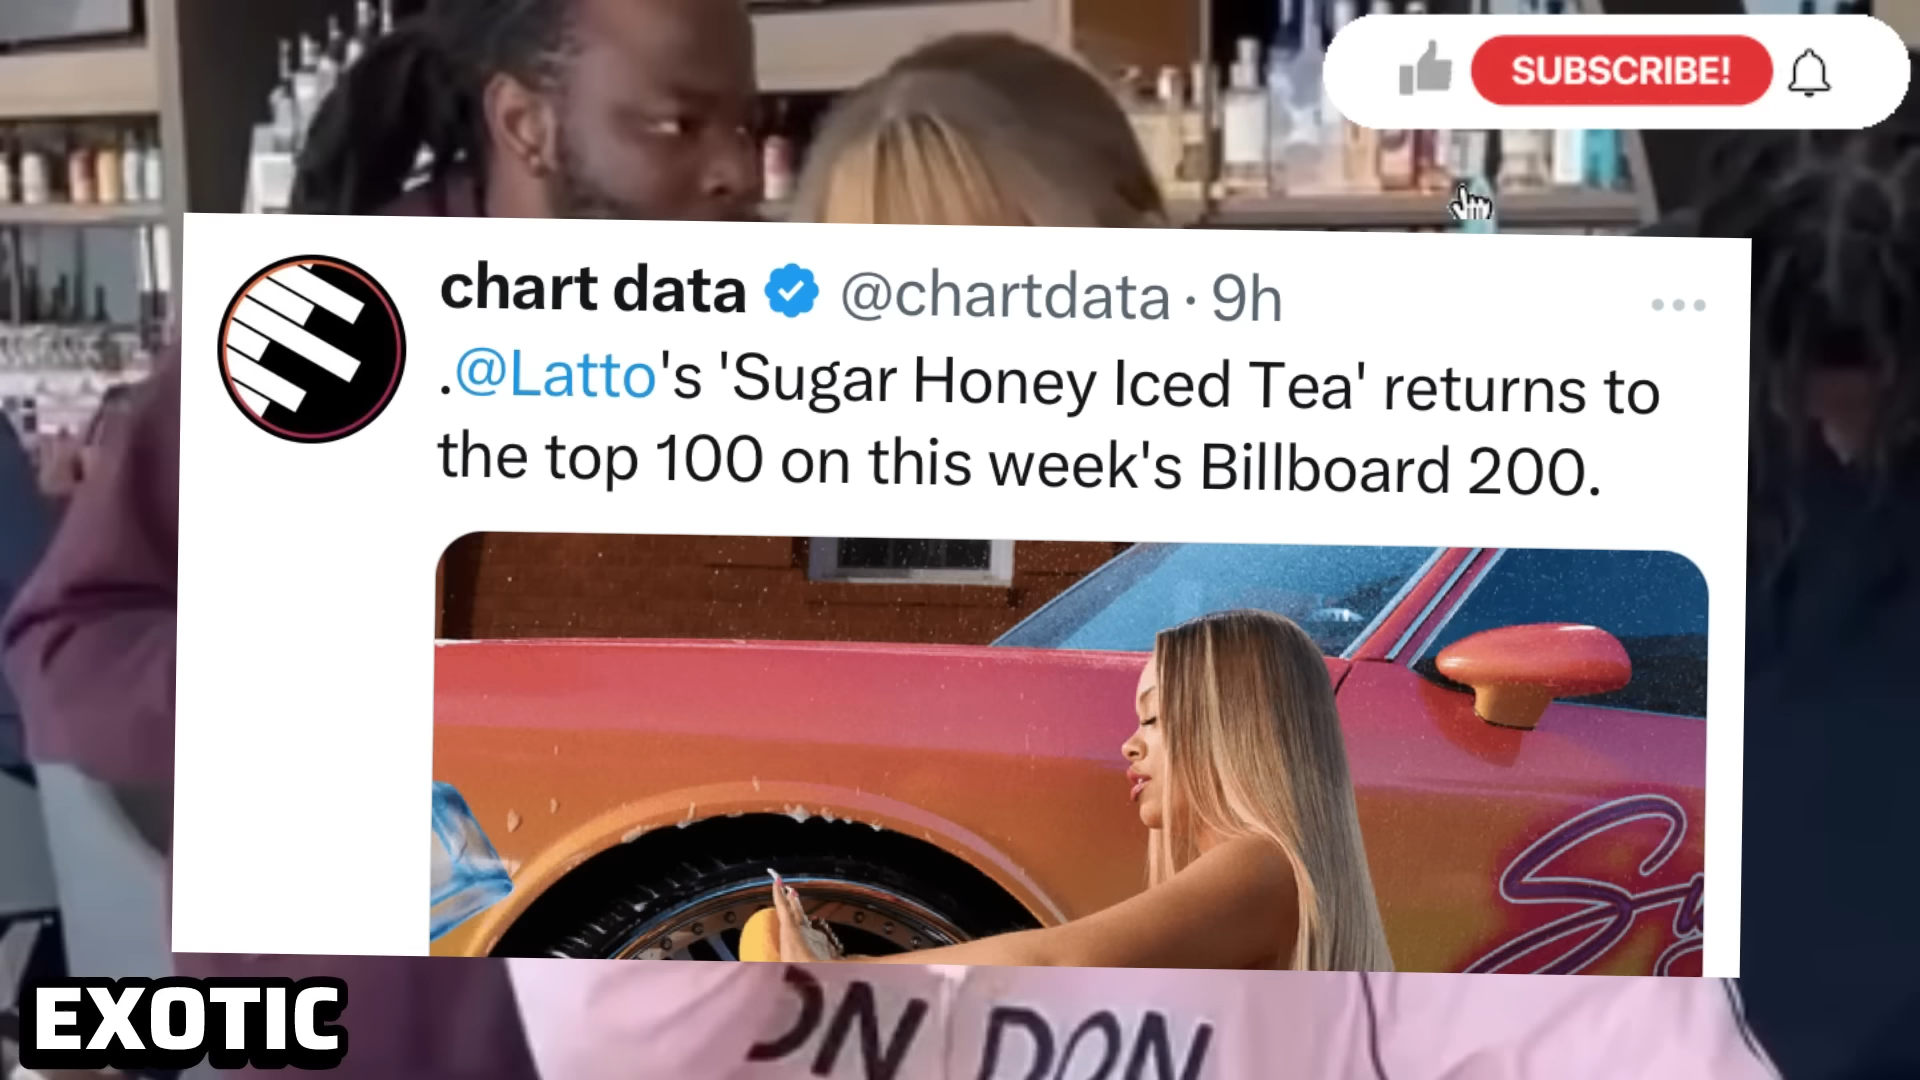 SUBSCRIBE!
chart data @chartdata · 9h
.@Latto's 'Sugar Honey Iced Tea' returns to
the top 100 on this week's Billboard 200.
EXOTIC
DON